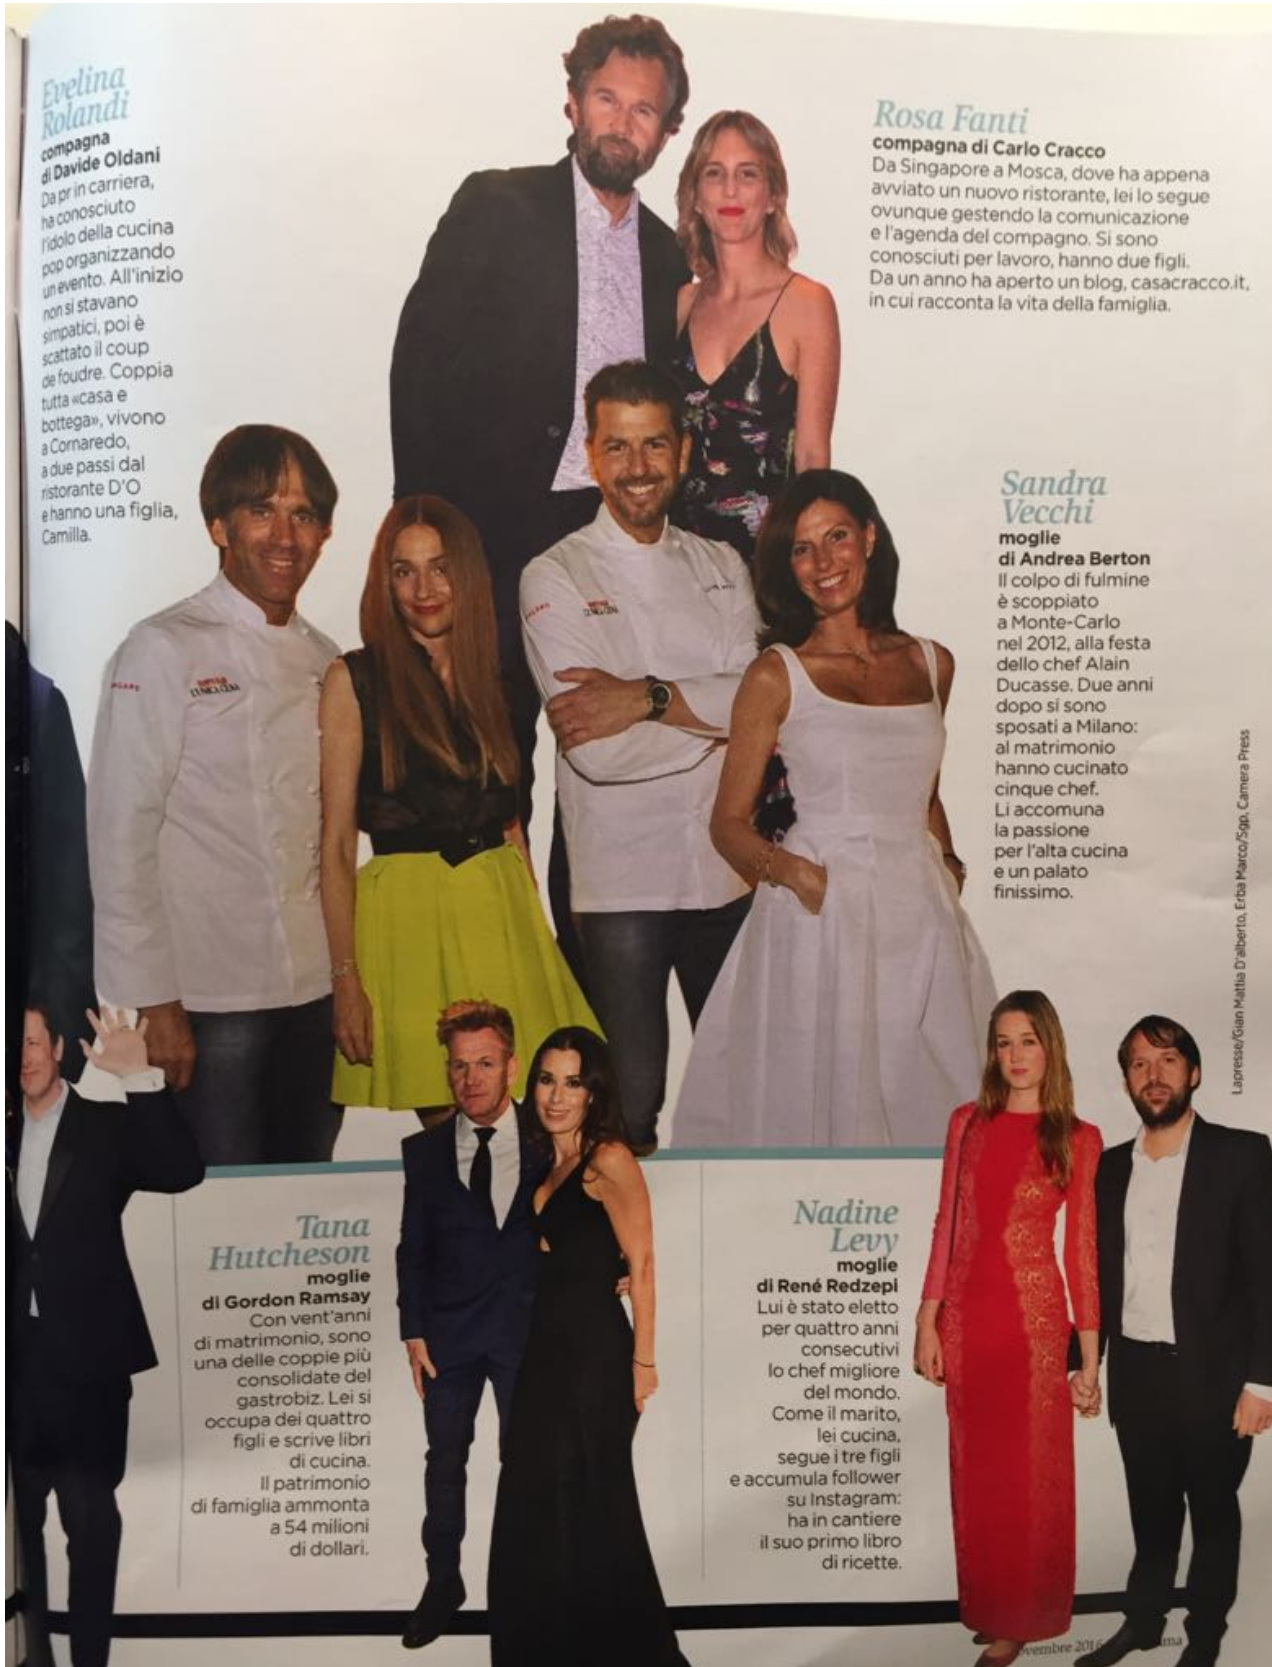 Evelina
Rolandi
compagna
di Davide Oldani
Da pr in carriera,
ha conosciuto
l'idolo della cucina
pop organizzando
un evento. All'inizio
non si stavano
simpatici, poi è
scattato il coup
de foudre. Coppia
tutta «casa e
bottega», vivono
a Cornaredo,
a due passi dal
ristorante D'O
e hanno una figlia,
Camilla.
Rosa Fanti
compagna di Carlo Cracco
Da Singapore a Mosca, dove ha appena
avviato un nuovo ristorante, lei lo segue
ovunque gestendo la comunicazione
e l'agenda del compagno. Si sono
conosciuti per lavoro, hanno due figli.
Da un anno ha aperto un blog, casacracco.it,
in cui racconta la vita della famiglia.
Sandra
Vecchi
moglie
di Andrea Berton
Il colpo di fulmine
è scoppiato
a Monte-Carlo
nel 2012, alla festa
dello chef Alain
Ducasse. Due anni
dopo si sono
sposati a Milano:
al matrimonio
hanno cucinato
cinque chef.
Li accomuna
la passione
per l'alta cucina
e un palato
finissimo.
Lapresse/Gian Mattia D'alberto, Erba Marco/Sgp, Camera Press
Tana
Hutcheson
moglie
di Gordon Ramsay
Con vent'anni
di matrimonio, sono
una delle coppie più
consolidate del
gastrobiz. Lei si
occupa dei quattro
figli e scrive libri
di cucina.
Il patrimonio
di famiglia ammonta
a 54 milioni
di dollari.
Nadine
Levy
moglie
di René Redzepi
Lui è stato eletto
per quattro anni
consecutivi
lo chef migliore
del mondo.
Come il marito,
lei cucina,
segue i tre figli
e accumula follower
su Instagram:
ha in cantiere
il suo primo libro
di ricette.
ovembre 2016